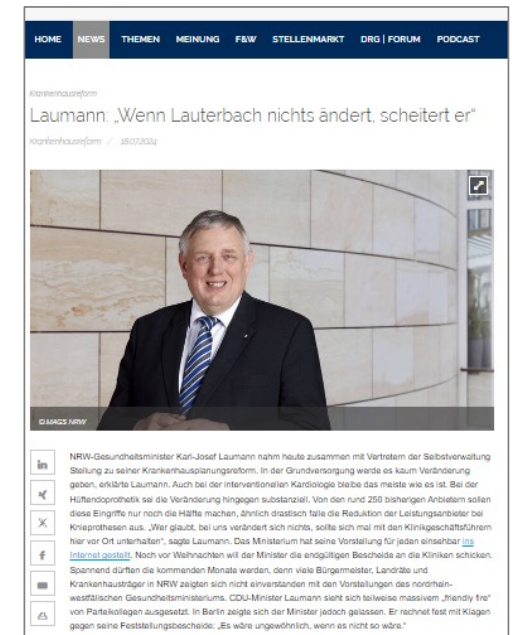 HOME NEWS THEMEN MEINUNG F&W STELLENMARKT DRG | FORUM PODCAST
Krankenhausreform
Laumann: „Wenn Lauterbach nichts ändert, scheitert er“
Krankenhausreform / 18.07.2024
© MAGS NRW
NRW-Gesundheitsminister Karl-Josef Laumann nahm heute zusammen mit Vertretern der Selbstverwaltung
Stellung zu seiner Krankenhausplanungsreform. In der Grundversorgung werde es kaum Veränderung
geben, erklärte Laumann. Auch bei der interventionellen Kardiologie bleibe das meiste wie es ist. Bei der
Hüftendoprothetik sei die Veränderung hingegen substanziell. Von den rund 250 bisherigen Anbietern sollen
diese Eingriffe nur noch die Hälfte machen, ähnlich drastisch falle die Reduktion der Leistungsanbieter bei
Knieprothesen aus. „Wer glaubt, bei uns verändert sich nichts, sollte sich mal mit den Klinikgeschäftsführern
hier vor Ort unterhalten“, sagte Laumann. Das Ministerium hat seine Vorstellung für jeden einsehbar ins
Internet gestellt. Noch vor Weihnachten will der Minister die endgültigen Bescheide an die Kliniken schicken.
Spannend dürften die kommenden Monate werden, denn viele Bürgermeister, Landräte und
Krankenhausträger in NRW zeigten sich nicht einverstanden mit den Vorstellungen des nordrhein-
westfälischen Gesundheitsministeriums. CDU-Minister Laumann sieht sich teilweise massivem „friendly fire“
von Parteikollegen ausgesetzt. In Berlin zeigte sich der Minister jedoch gelassen. Er rechnet fest mit Klagen
gegen seine Feststellungsbescheide: „Es wäre ungewöhnlich, wenn es nicht so wäre.“